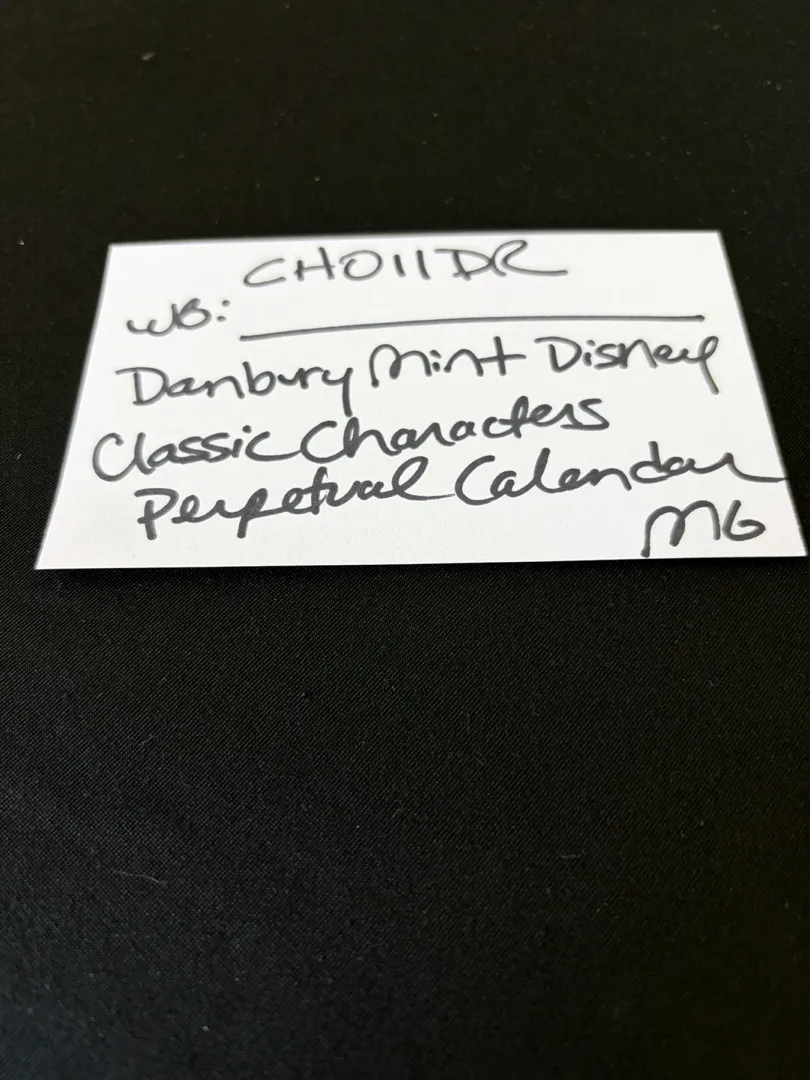 CH011DR
WB:
Danbury Mint Disney
Classic Characters
Perpetual Calendar
MG